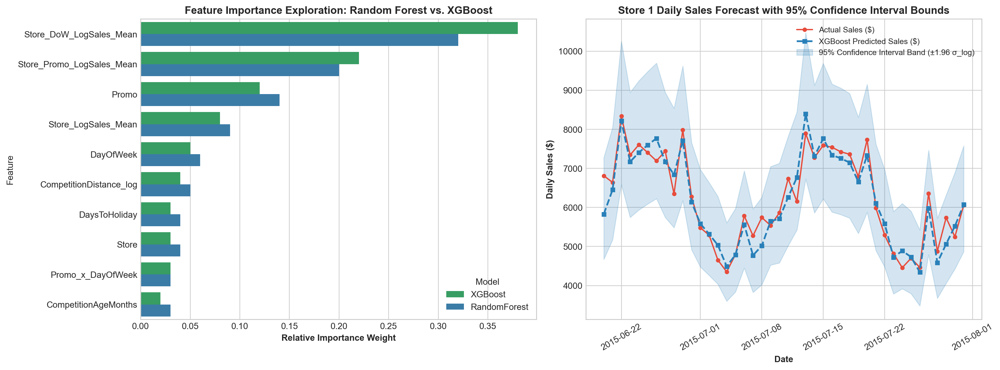 Feature Importance Exploration: Random Forest vs. XGBoost
Feature
Store_DoW_LogSales_Mean
Store_Promo_LogSales_Mean
Promo
Store_LogSales_Mean
DayOfWeek
CompetitionDistance_log
DaysToHoliday
Store
Promo_x_DayOfWeek
CompetitionAgeMonths
Model
XGBoost
RandomForest
0.00 0.05 0.10 0.15 0.20 0.25 0.30 0.35
Relative Importance Weight
Store 1 Daily Sales Forecast with 95% Confidence Interval Bounds
Actual Sales ($)
XGBoost Predicted Sales ($)
95% Confidence Interval Band (±1.96 σ_log)
Daily Sales ($)
10000
9000
8000
7000
6000
5000
4000
2015-06-22 2015-07-01 2015-07-08 2015-07-15 2015-07-22 2015-08-01
Date